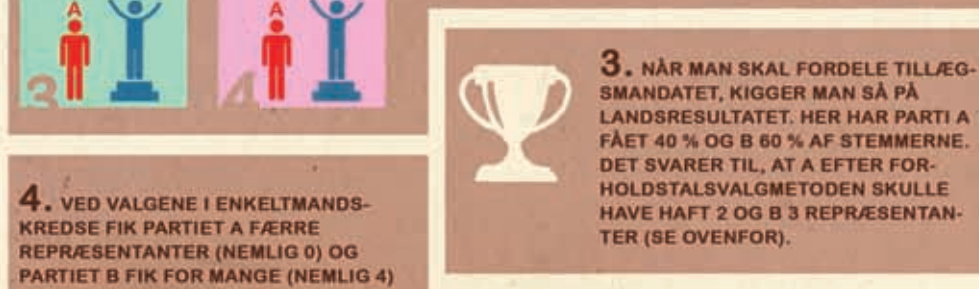 A
A
3
4
3. NÅR MAN SKAL FORDELE TILLÆG-
SMANDATET, KIGGER MAN SÅ PÅ
LANDSRESULTATET. HER HAR PARTI A
FÅET 40 % OG B 60 % AF STEMMERNE.
DET SVARER TIL, AT A EFTER FOR-
HOLDSTALSVALGMETODEN SKULLE
HAVE HAFT 2 OG B 3 REPRÆSENTAN-
TER (SE OVENFOR).
4. VED VALGENE I ENKELTMANDS-
KREDSE FIK PARTIET A FÆRRE
REPRÆSENTANTER (NEMLIG 0) OG
PARTIET B FIK FOR MANGE (NEMLIG 4)